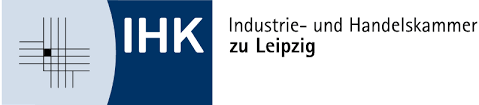 IHK
Industrie- und Handelskammer
zu Leipzig